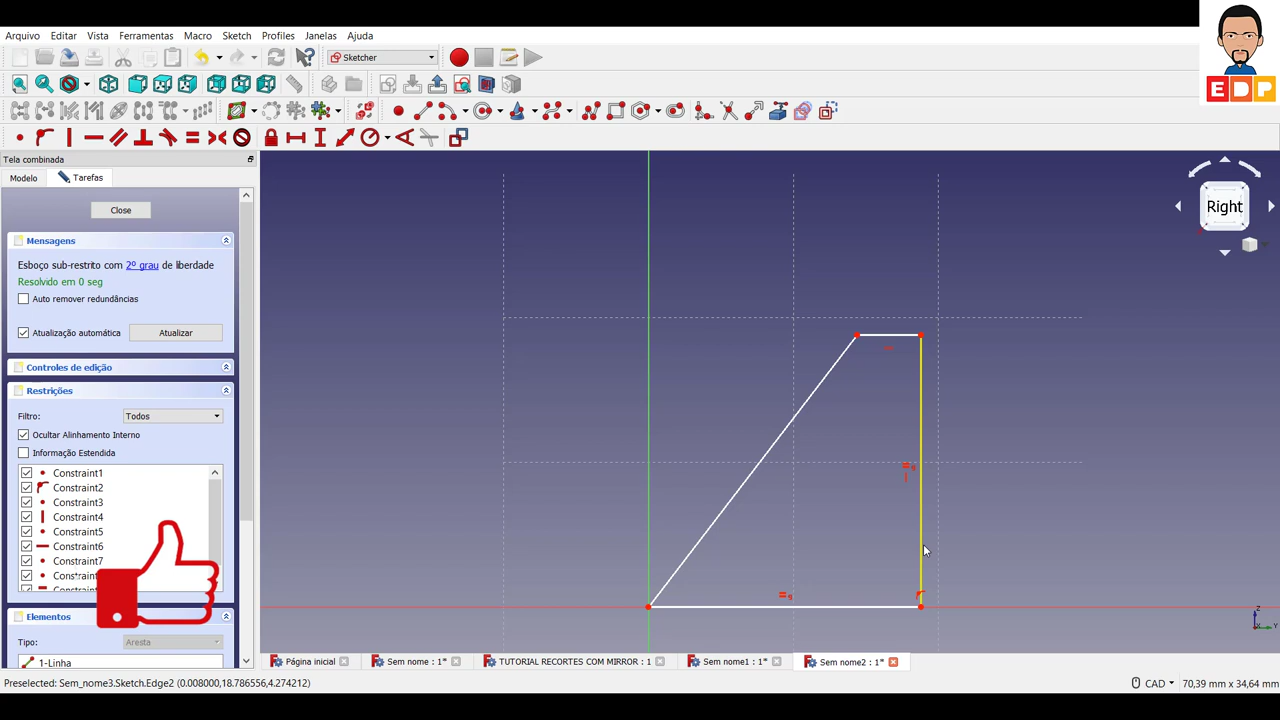 Arquivo Editar Vista Ferramentas Macro Sketch Profiles Janelas Ajuda
Sketcher
EDP
Tela combinada
Modelo Tarefas
Close
Mensagens
Esboço sub-restrito com 2º grau de liberdade
Resolvido em 0 seg
Auto remover redundâncias
Atualização automática Atualizar
Controles de edição
Restrições
Filtro: Todos
Ocultar Alinhamento Interno
Informação Estendida
Constraint1
Constraint2
Constraint3
Constraint4
Constraint5
Constraint6
Constraint7
Elementos
Tipo: Aresta
1-Linha
Right
Z
Y
Página inicial Sem nome : 1* TUTORIAL RECORTES COM MIRROR : 1 Sem nome1 : 1* Sem nome2 : 1*
Preselected: Sem_nome3.Sketch.Edge2 (0.008000,18.786556,4.274212) CAD 70,39 mm x 34,64 mm